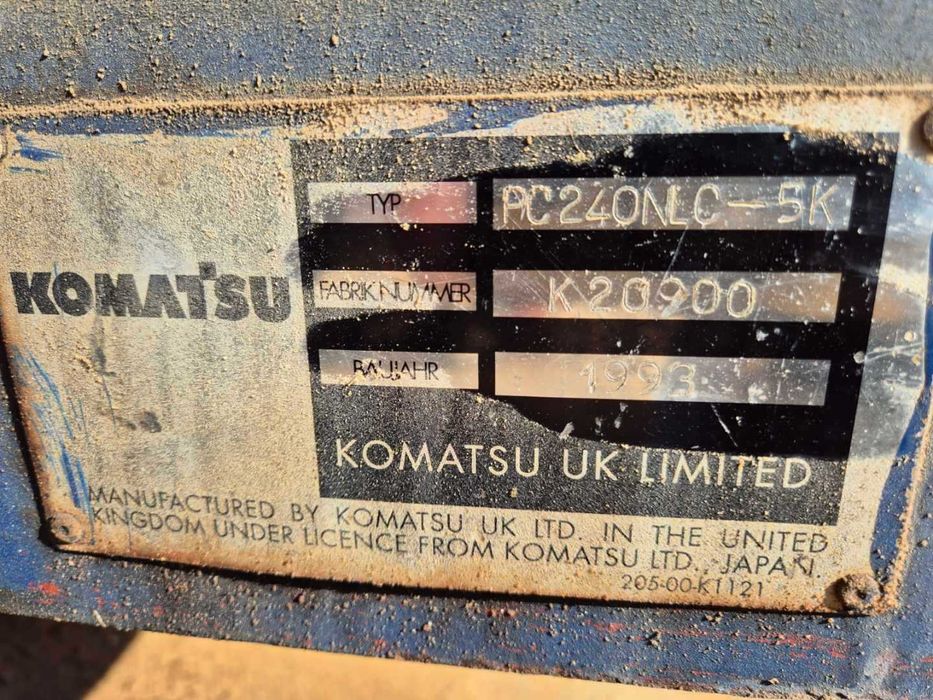 KOMATSU
TYP PC240NLC-5K
FABRIKNUMMER K20900
BAUJAHR 1993
KOMATSU UK LIMITED
MANUFACTURED BY KOMATSU UK LTD. IN THE UNITED
KINGDOM UNDER LICENCE FROM KOMATSU LTD., JAPAN.
205-00-K1121